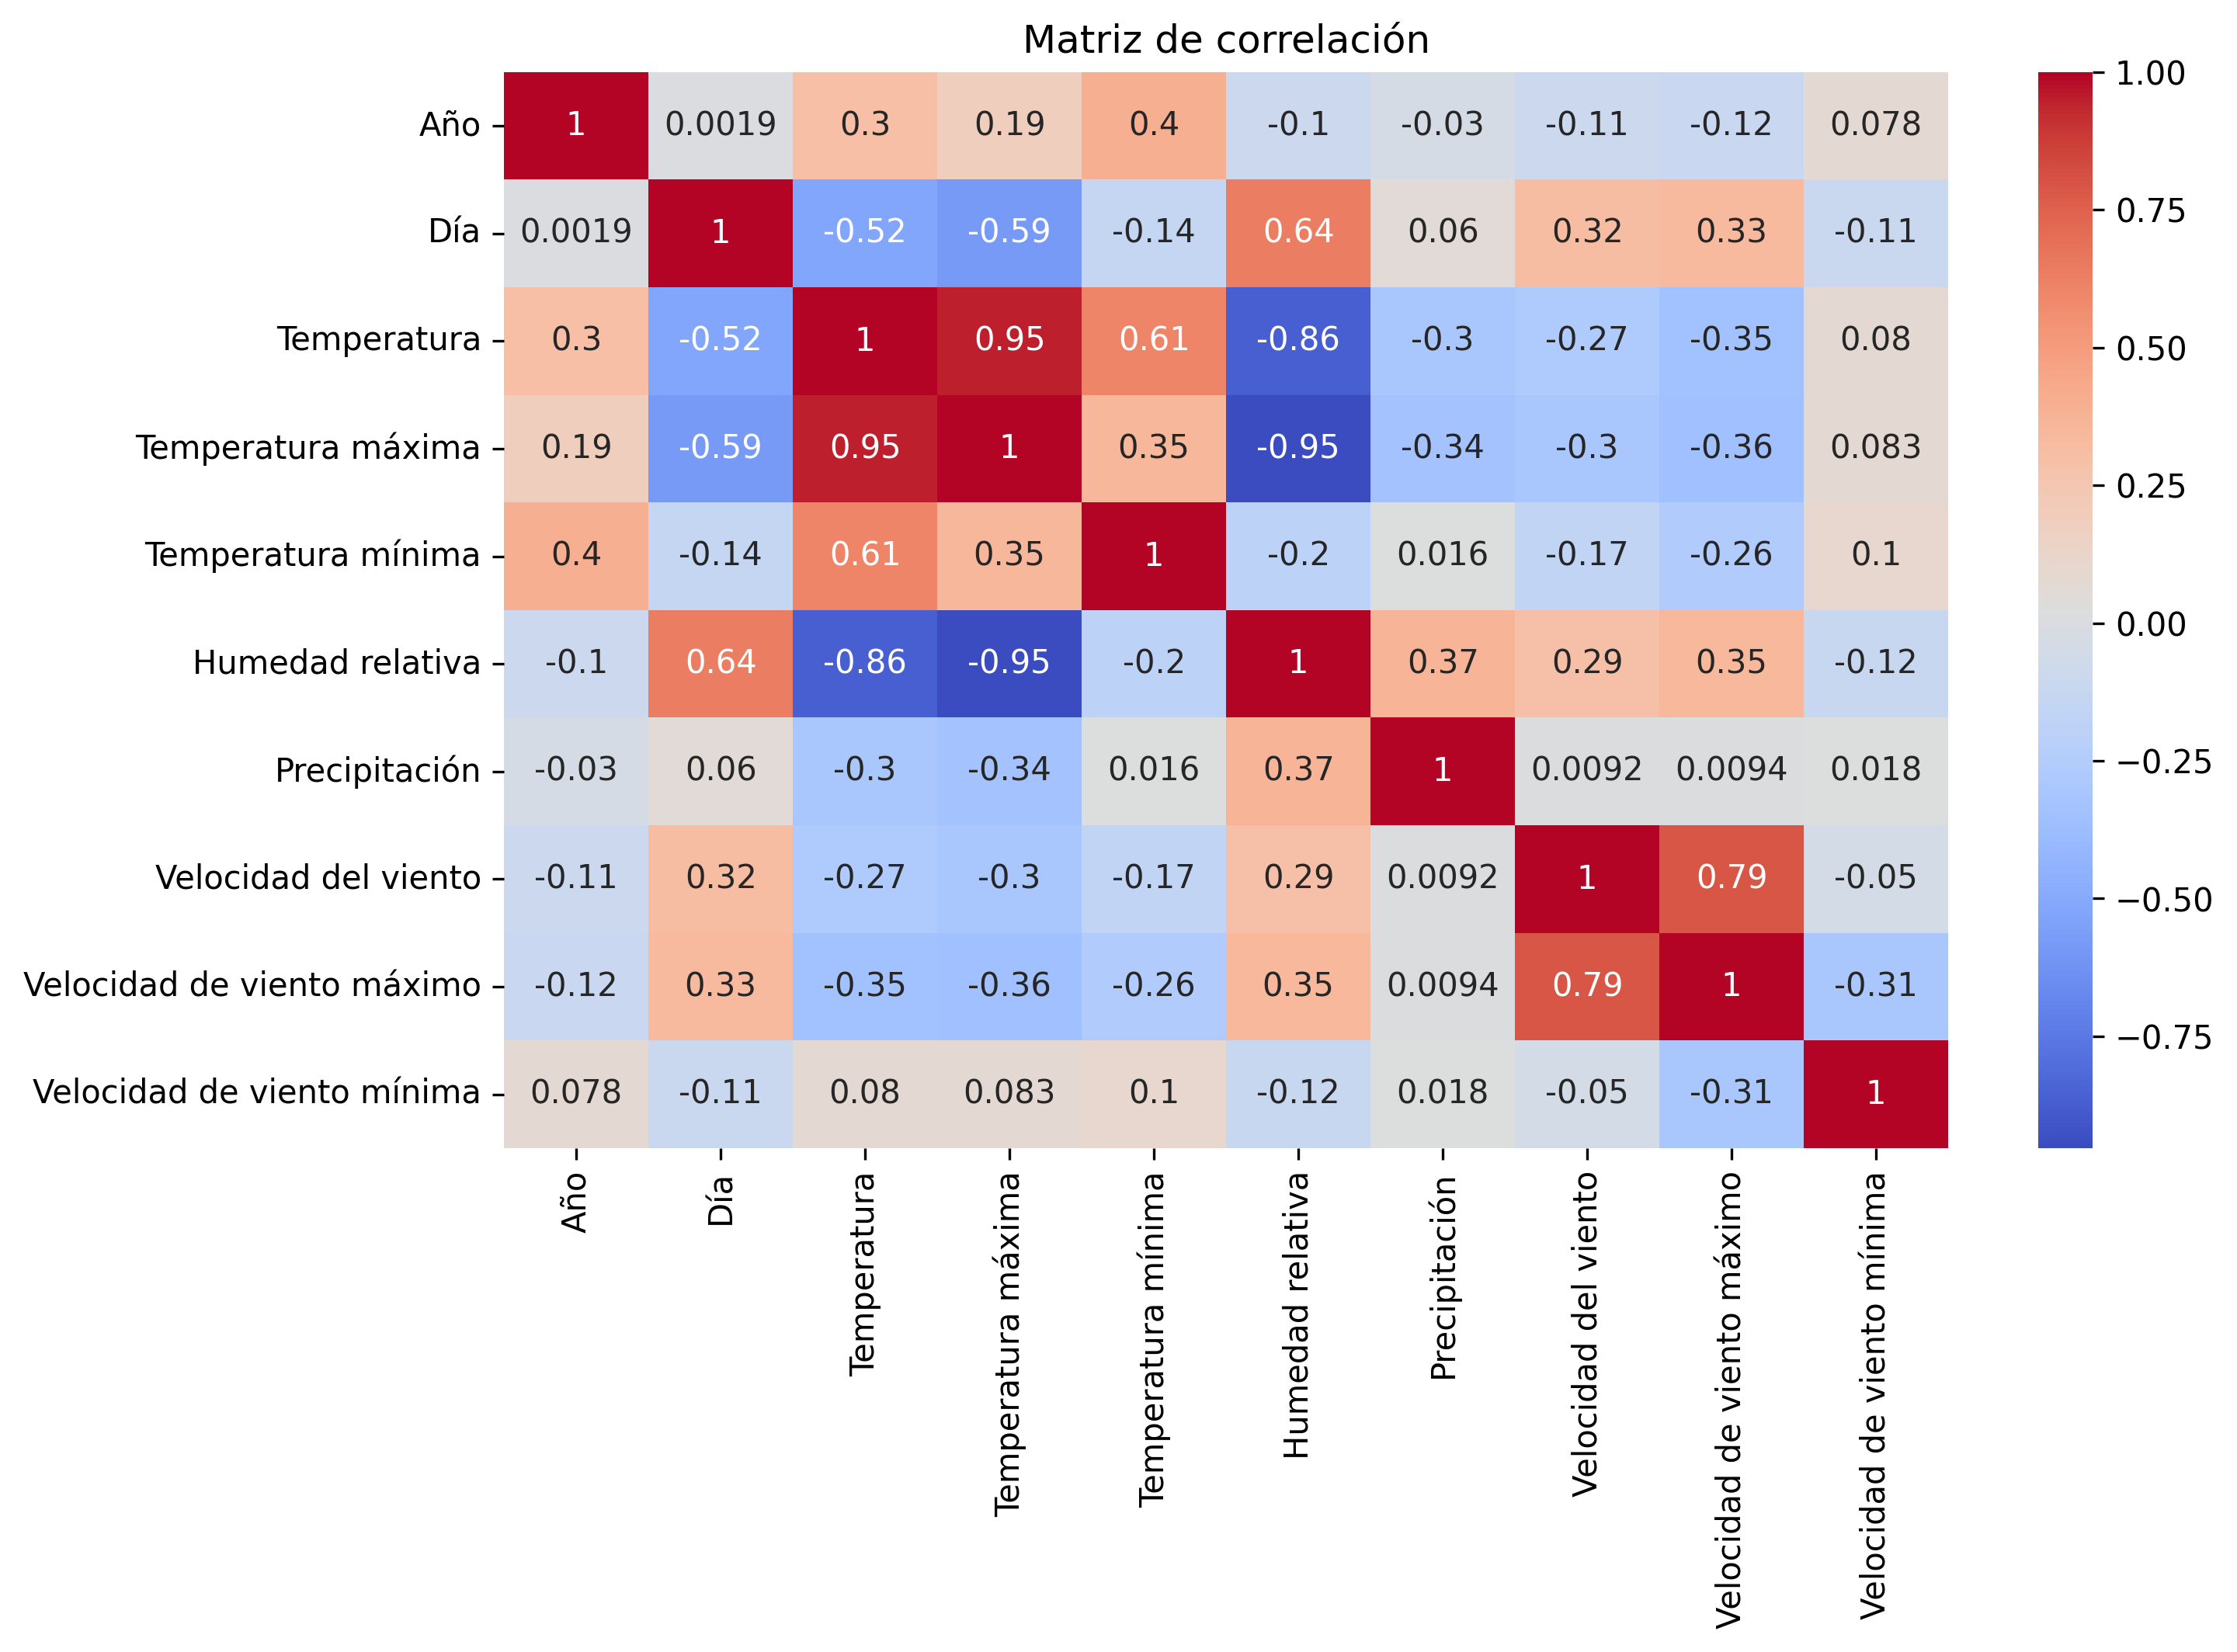 Matriz de correlación
Año 1 0.0019 0.3 0.19 0.4 -0.1 -0.03 -0.11 -0.12 0.078
Día 0.0019 1 -0.52 -0.59 -0.14 0.64 0.06 0.32 0.33 -0.11
Temperatura 0.3 -0.52 1 0.95 0.61 -0.86 -0.3 -0.27 -0.35 0.08
Temperatura máxima 0.19 -0.59 0.95 1 0.35 -0.95 -0.34 -0.3 -0.36 0.083
Temperatura mínima 0.4 -0.14 0.61 0.35 1 -0.2 0.016 -0.17 -0.26 0.1
Humedad relativa -0.1 0.64 -0.86 -0.95 -0.2 1 0.37 0.29 0.35 -0.12
Precipitación -0.03 0.06 -0.3 -0.34 0.016 0.37 1 0.0092 0.0094 0.018
Velocidad del viento -0.11 0.32 -0.27 -0.3 -0.17 0.29 0.0092 1 0.79 -0.05
Velocidad de viento máximo -0.12 0.33 -0.35 -0.36 -0.26 0.35 0.0094 0.79 1 -0.31
Velocidad de viento mínima 0.078 -0.11 0.08 0.083 0.1 -0.12 0.018 -0.05 -0.31 1
Año
Día
Temperatura
Temperatura máxima
Temperatura mínima
Humedad relativa
Precipitación
Velocidad del viento
Velocidad de viento máximo
Velocidad de viento mínima
1.00
0.75
0.50
0.25
0.00
−0.25
−0.50
−0.75